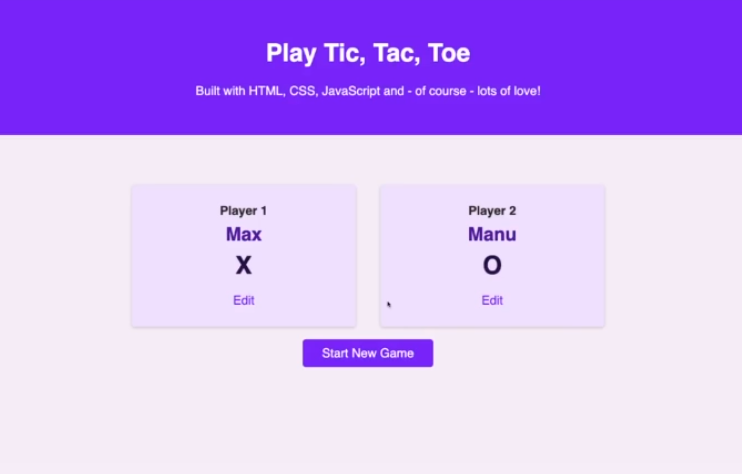 Play Tic, Tac, Toe
Built with HTML, CSS, JavaScript and - of course - lots of love!
Player 1
Max
X
Edit
Player 2
Manu
O
Edit
Start New Game